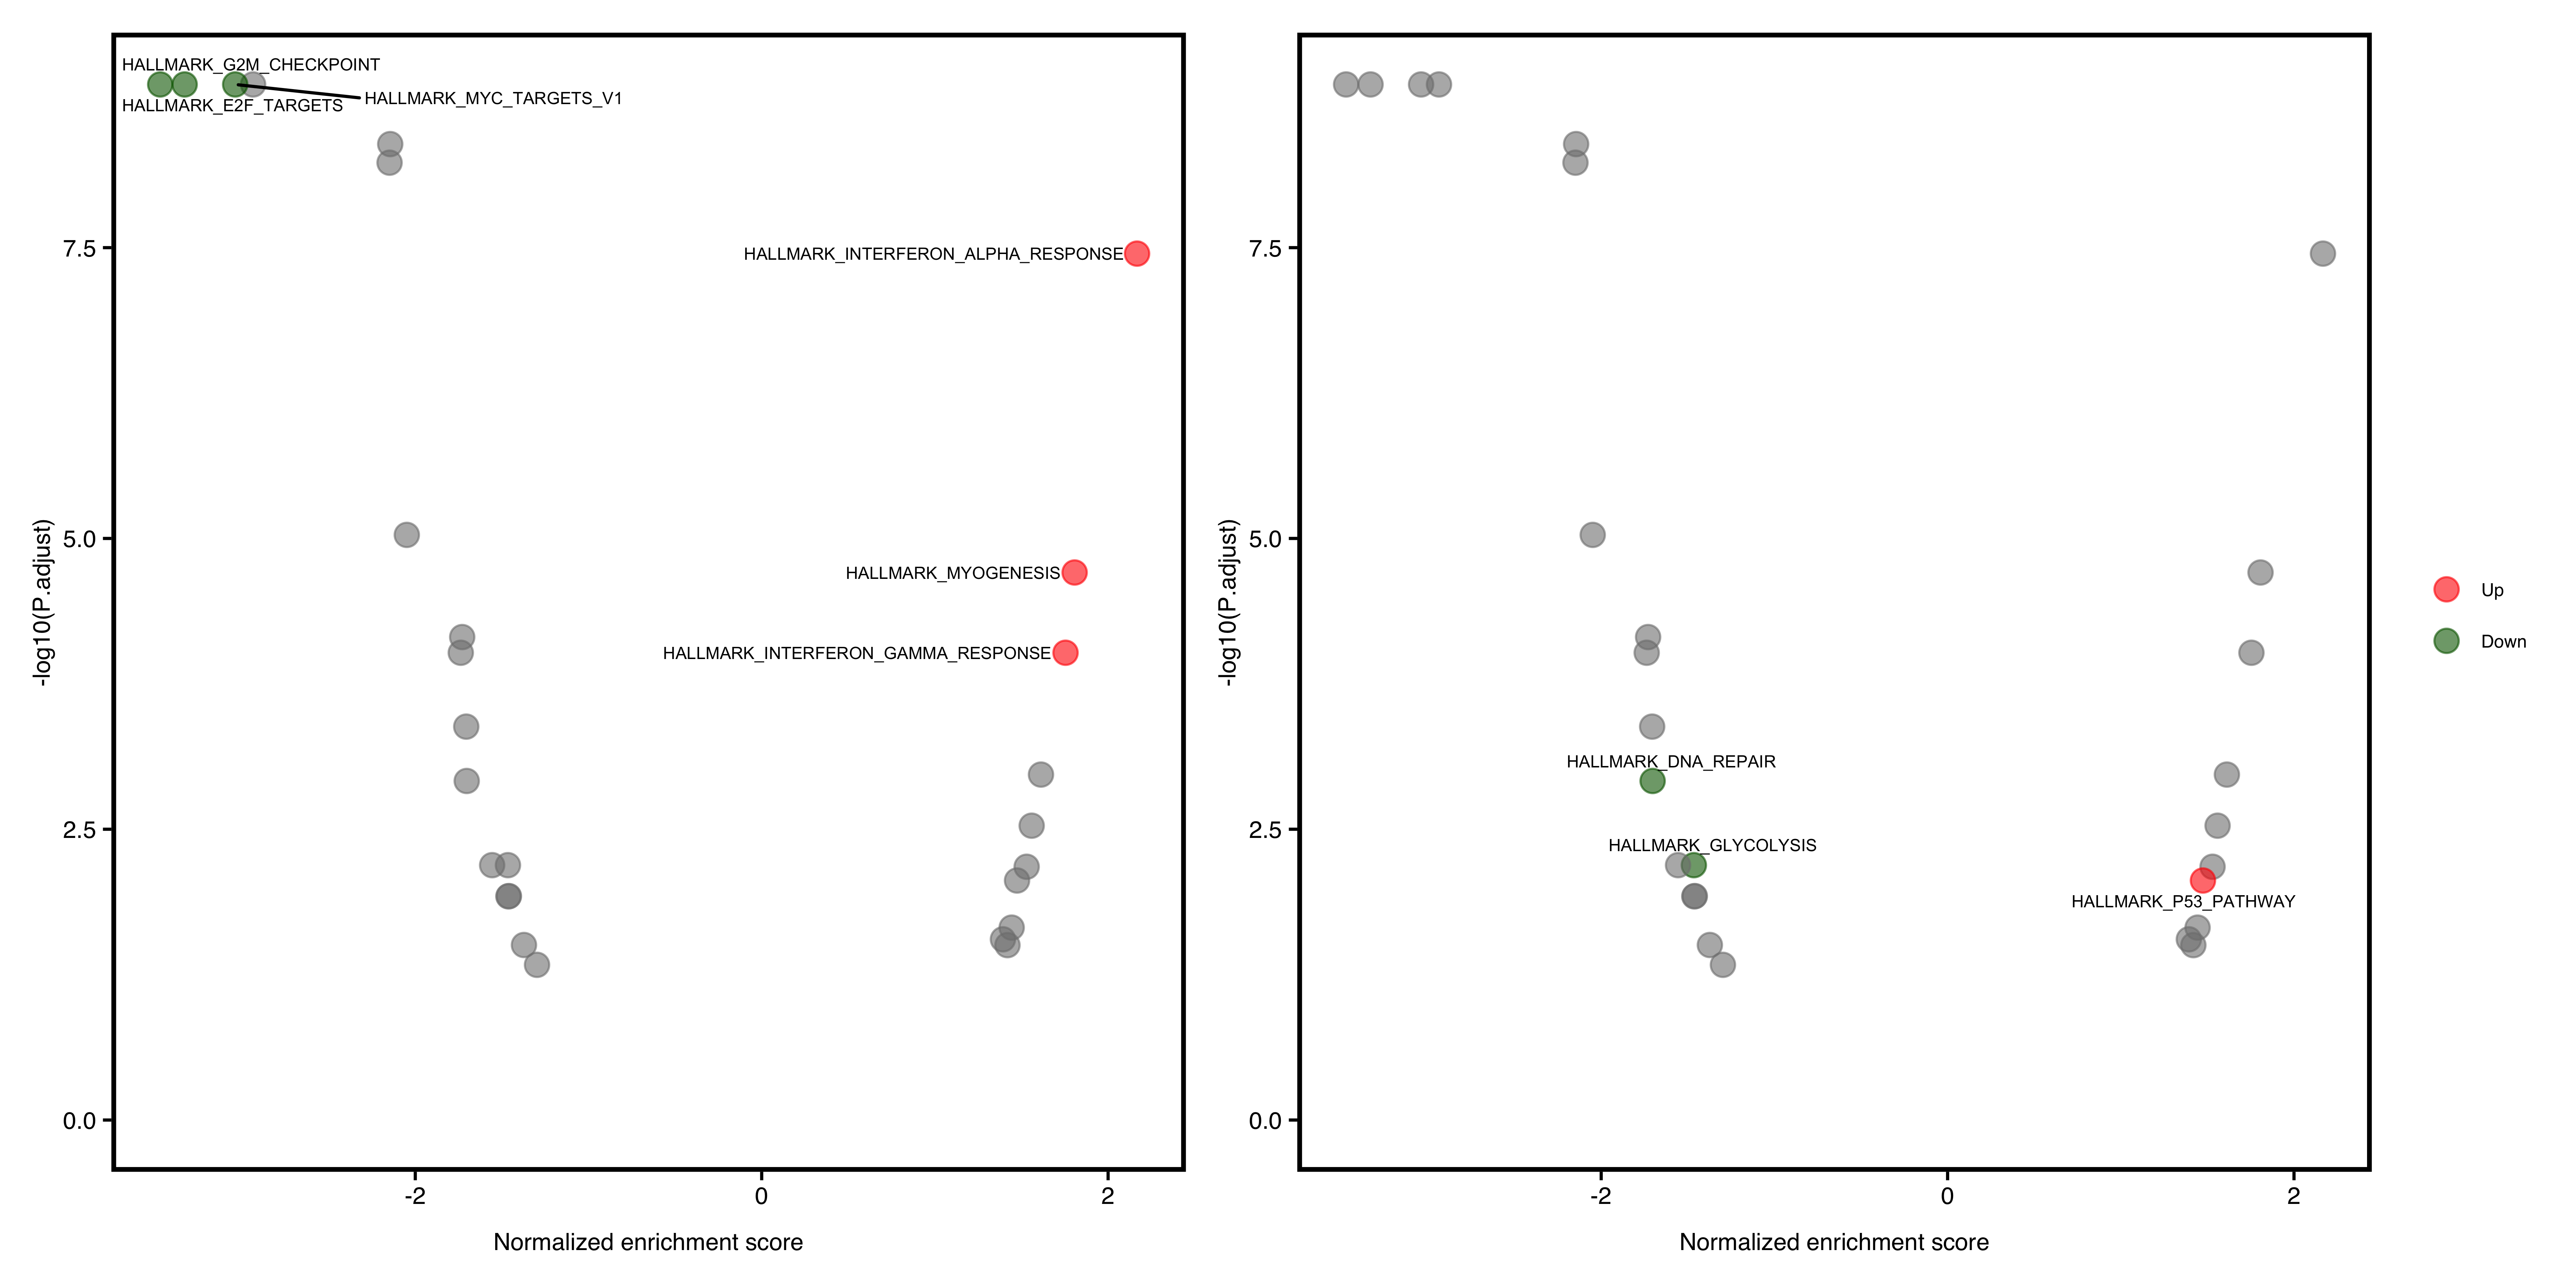 HALLMARK_G2M_CHECKPOINT
HALLMARK_E2F_TARGETS
HALLMARK_MYC_TARGETS_V1
HALLMARK_INTERFERON_ALPHA_RESPONSE
HALLMARK_MYOGENESIS
HALLMARK_INTERFERON_GAMMA_RESPONSE
7.5
5.0
2.5
0.0
-log10(P.adjust)
-2
0
2
Normalized enrichment score
HALLMARK_DNA_REPAIR
HALLMARK_GLYCOLYSIS
HALLMARK_P53_PATHWAY
7.5
5.0
2.5
0.0
-log10(P.adjust)
-2
0
2
Normalized enrichment score
Up
Down